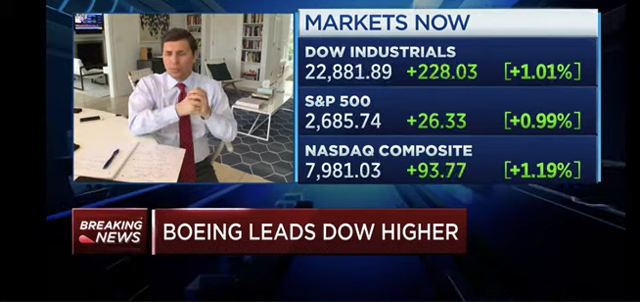 MARKETS NOW
DOW INDUSTRIALS
22,881.89 +228.03 [+1.01%]
S&P 500
2,685.74 +26.33 [+0.99%]
NASDAQ COMPOSITE
7,981.03 +93.77 [+1.19%]
BREAKING NEWS
BOEING LEADS DOW HIGHER